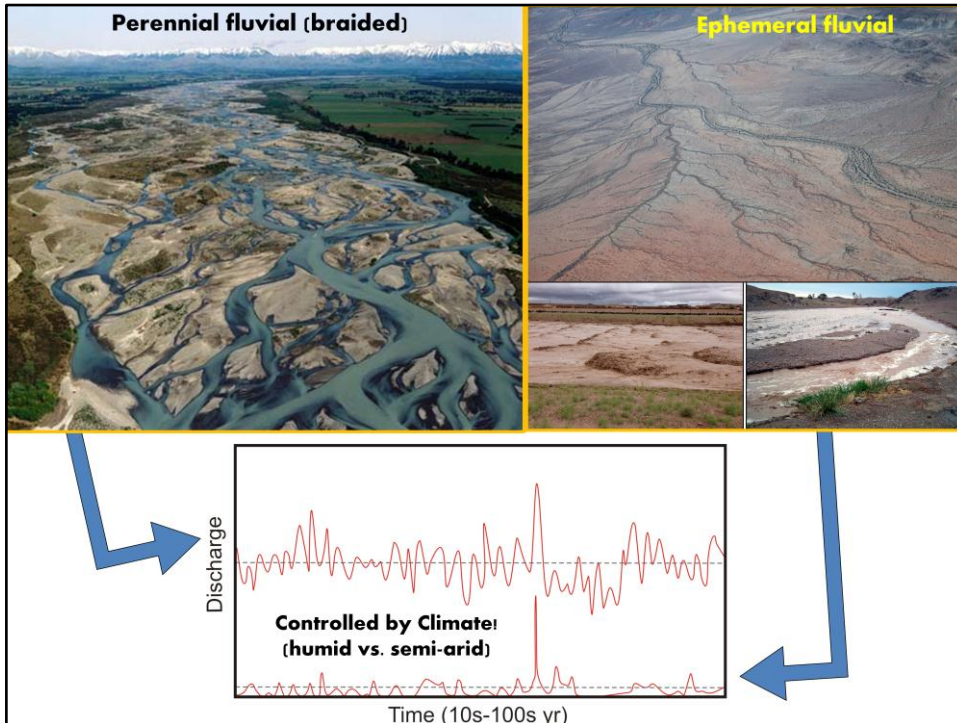 Perennial fluvial (braided)
Ephemeral fluvial
Discharge
Controlled by Climate!
(humid vs. semi-arid)
Time (10s-100s yr)